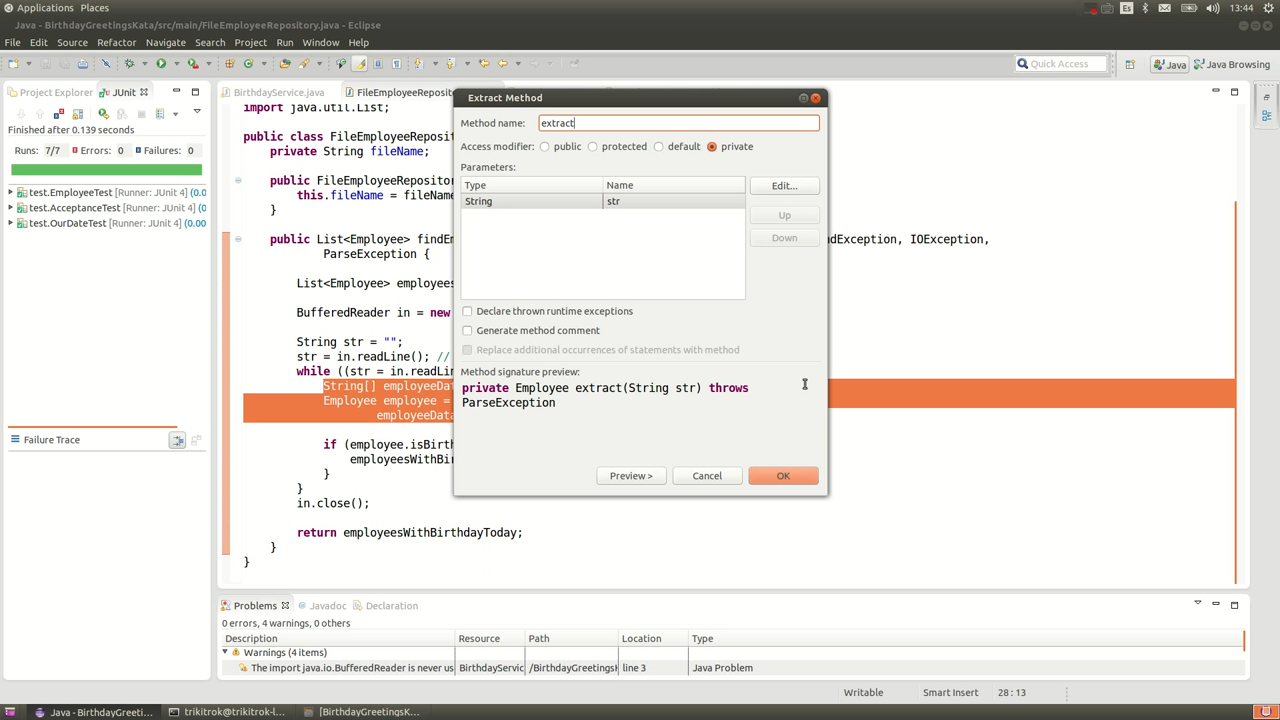 Applications Places Es 13:44
Java - BirthdayGreetingsKata/src/main/FileEmployeeRepository.java - Eclipse
File Edit Source Refactor Navigate Search Project Run Window Help
Quick Access Java Java Browsing
Project Explorer JUnit
Finished after 0.139 seconds
Runs: 7/7 Errors: 0 Failures: 0
test.EmployeeTest [Runner: JUnit 4] (0.0
test.AcceptanceTest [Runner: JUnit 4] (0.0
test.OurDateTest [Runner: JUnit 4] (0.00
Failure Trace
BirthdayService.java FileEmployeeReposito
import java.util.List;
public class FileEmployeeReposit
private String fileName;
public FileEmployeeRepositor
this.fileName = fileName
}
public List<Employee> findEm ndException, IOException,
ParseException {
List<Employee> employees
BufferedReader in = new
String str = "";
str = in.readLine(); //
while ((str = in.readLin
String[] employeeDat
Employee employee =
employeeData
if (employee.isBirth
employeesWithBir
}
}
in.close();
return employeesWithBirthdayToday;
}
}
Extract Method
Method name: extract
Access modifier: public protected default private
Parameters:
Type Name
String str
Edit...
Up
Down
Declare thrown runtime exceptions
Generate method comment
Replace additional occurrences of statements with method
Method signature preview:
private Employee extract(String str) throws
ParseException
Preview > Cancel OK
Problems Javadoc Declaration
0 errors, 4 warnings, 0 others
Description Resource Path Location Type
Warnings (4 items)
The import java.io.BufferedReader is never us BirthdayServic /BirthdayGreetingsK line 3 Java Problem
Writable Smart Insert 28 : 13
Java - BirthdayGreeti... trikitrok@trikitrok-l... [BirthdayGreetingsK...